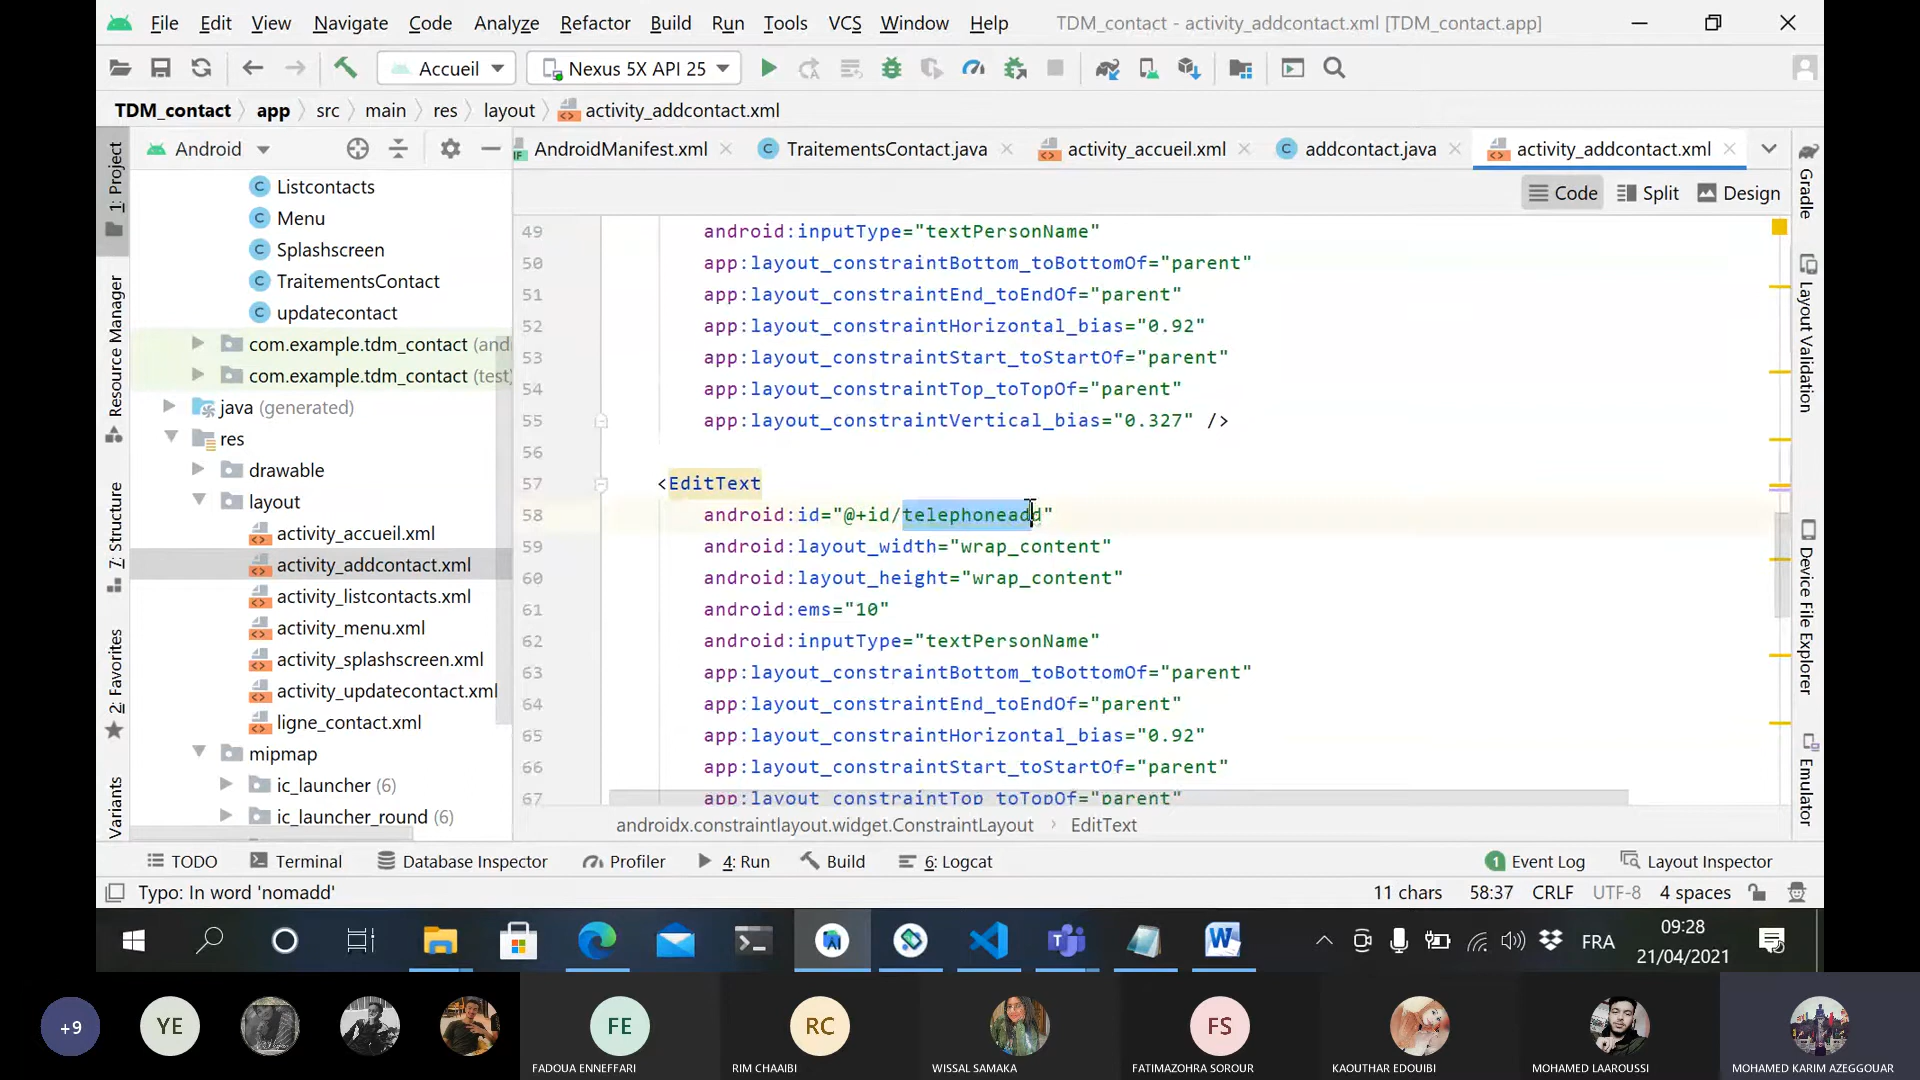 File Edit View Navigate Code Analyze Refactor Build Run Tools VCS Window Help TDM_contact - activity_addcontact.xml [TDM_contact.app]
Accueil Nexus 5X API 25
TDM_contact app src main res layout activity_addcontact.xml
Android AndroidManifest.xml TraitementsContact.java activity_accueil.xml addcontact.java activity_addcontact.xml
Code Split Design
1: Project
Resource Manager
7: Structure
2: Favorites
Variants
Listcontacts
Menu
Splashscreen
TraitementsContact
updatecontact
com.example.tdm_contact (and
com.example.tdm_contact (test)
java (generated)
res
drawable
layout
activity_accueil.xml
activity_addcontact.xml
activity_listcontacts.xml
activity_menu.xml
activity_splashscreen.xml
activity_updatecontact.xml
ligne_contact.xml
mipmap
ic_launcher (6)
ic_launcher_round (6)
49 android:inputType="textPersonName"
50 app:layout_constraintBottom_toBottomOf="parent"
51 app:layout_constraintEnd_toEndOf="parent"
52 app:layout_constraintHorizontal_bias="0.92"
53 app:layout_constraintStart_toStartOf="parent"
54 app:layout_constraintTop_toTopOf="parent"
55 app:layout_constraintVertical_bias="0.327" />
56
57 <EditText
58 android:id="@+id/telephoneadd"
59 android:layout_width="wrap_content"
60 android:layout_height="wrap_content"
61 android:ems="10"
62 android:inputType="textPersonName"
63 app:layout_constraintBottom_toBottomOf="parent"
64 app:layout_constraintEnd_toEndOf="parent"
65 app:layout_constraintHorizontal_bias="0.92"
66 app:layout_constraintStart_toStartOf="parent"
67 app:layout_constraintTop_toTopOf="parent"
androidx.constraintlayout.widget.ConstraintLayout EditText
Gradle
Layout Validation
Device File Explorer
Emulator
TODO Terminal Database Inspector Profiler 4: Run Build 6: Logcat 1 Event Log Layout Inspector
Typo: In word 'nomadd' 11 chars 58:37 CRLF UTF-8 4 spaces
FRA 09:28
21/04/2021
+9 YE FE RC FS
FADOUA ENNEFFARI RIM CHAAIBI WISSAL SAMAKA FATIMAZOHRA SOROUR KAOUTHAR EDOUIBI MOHAMED LAAROUSSI MOHAMED KARIM AZEGGOUAR